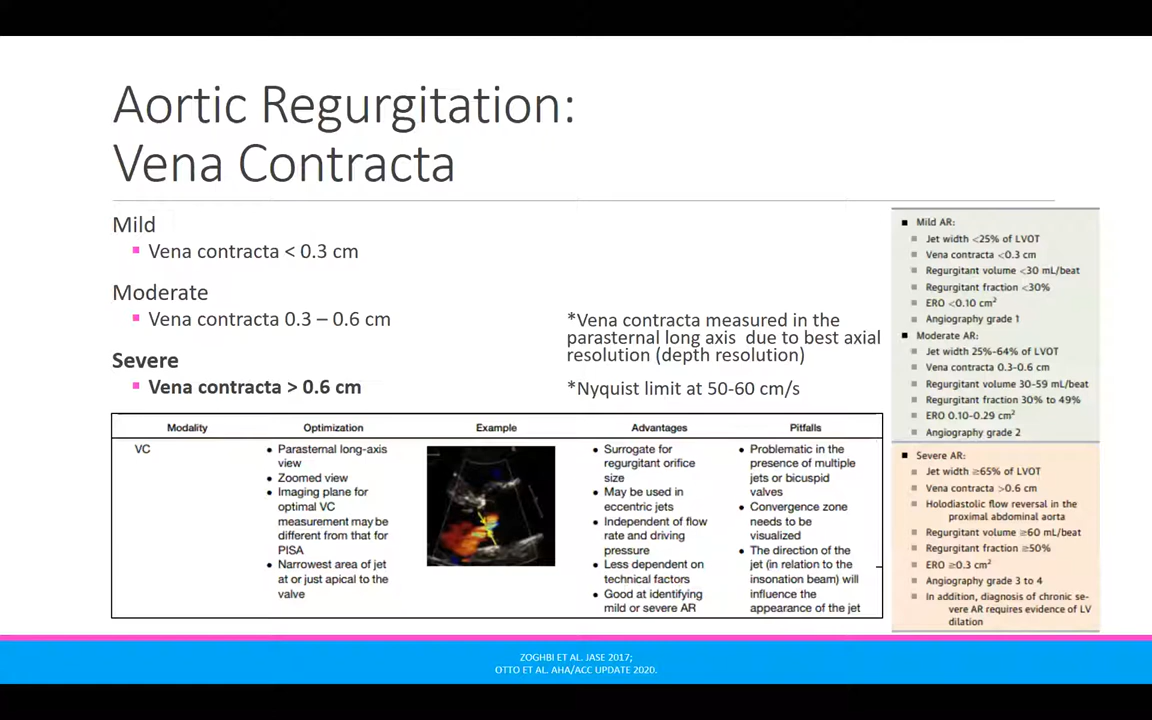 Aortic Regurgitation:
Vena Contracta
Mild
Vena contracta < 0.3 cm
Moderate
Vena contracta 0.3 – 0.6 cm
Severe
Vena contracta > 0.6 cm
*Vena contracta measured in the
parasternal long axis due to best axial
resolution (depth resolution)
*Nyquist limit at 50-60 cm/s
Modality Optimization Example Advantages Pitfalls
VC
Parasternal long-axis
view
Zoomed view
Imaging plane for
optimal VC
measurement may be
different from that for
PISA
Narrowest area of jet
at or just apical to the
valve
Surrogate for
regurgitant orifice
size
May be used in
eccentric jets
Independent of flow
rate and driving
pressure
Less dependent on
technical factors
Good at identifying
mild or severe AR
Problematic in the
presence of multiple
jets or bicuspid
valves
Convergence zone
needs to be
visualized
The direction of the
jet (in relation to the
insonation beam) will
influence the
appearance of the jet
Mild AR:
Jet width <25% of LVOT
Vena contracta <0.3 cm
Regurgitant volume <30 mL/beat
Regurgitant fraction <30%
ERO <0.10 cm²
Angiography grade 1
Moderate AR:
Jet width 25%-64% of LVOT
Vena contracta 0.3-0.6 cm
Regurgitant volume 30-59 mL/beat
Regurgitant fraction 30% to 49%
ERO 0.10-0.29 cm²
Angiography grade 2
Severe AR:
Jet width ≥65% of LVOT
Vena contracta >0.6 cm
Holodiastolic flow reversal in the
proximal abdominal aorta
Regurgitant volume ≥60 mL/beat
Regurgitant fraction ≥50%
ERO ≥0.3 cm²
Angiography grade 3 to 4
In addition, diagnosis of chronic se-
vere AR requires evidence of LV
dilation
ZOGHBI ET AL. JASE 2017;
OTTO ET AL. AHA/ACC UPDATE 2020.